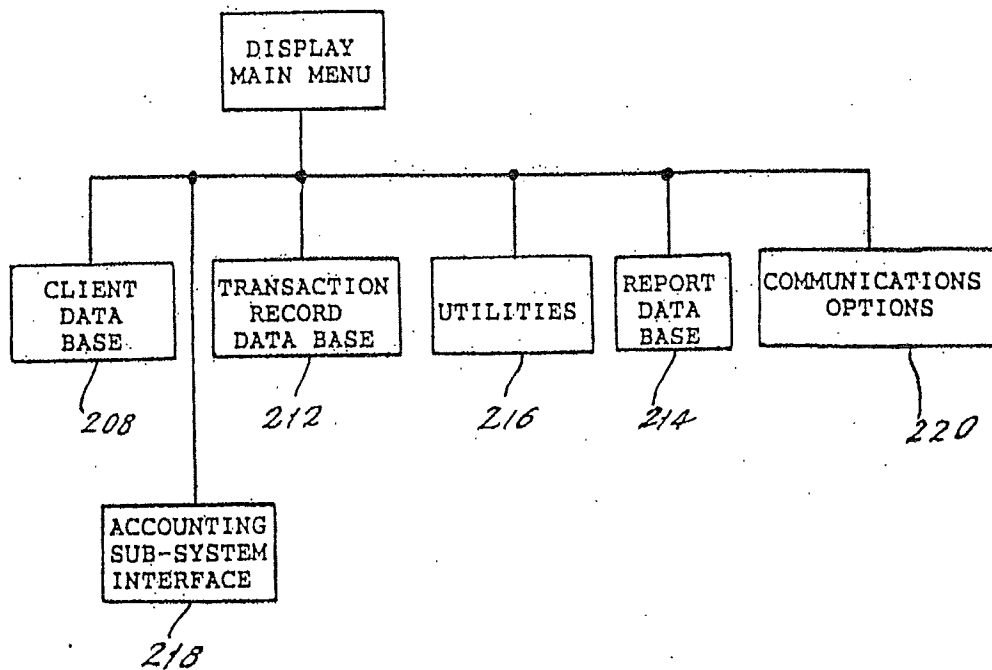 DISPLAY
MAIN MENU
CLIENT
DATA
BASE
208
TRANSACTION
RECORD
DATA BASE
212
UTILITIES
216
REPORT
DATA
BASE
214
COMMUNICATIONS
OPTIONS
220
ACCOUNTING
SUB-SYSTEM
INTERFACE
218